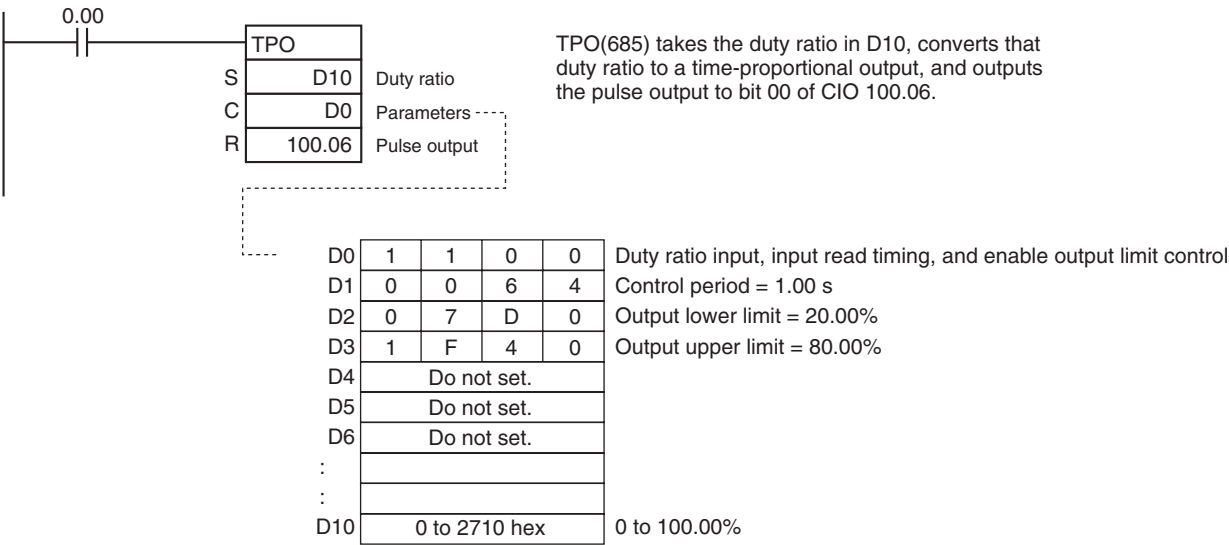 0.00
TPO
S D10 Duty ratio
C D0 Parameters
R 100.06 Pulse output
TPO(685) takes the duty ratio in D10, converts that
duty ratio to a time-proportional output, and outputs
the pulse output to bit 00 of CIO 100.06.
D0 1 1 0 0 Duty ratio input, input read timing, and enable output limit control
D1 0 0 6 4 Control period = 1.00 s
D2 0 7 D 0 Output lower limit = 20.00%
D3 1 F 4 0 Output upper limit = 80.00%
D4 Do not set.
D5 Do not set.
D6 Do not set.
:
:
D10 0 to 2710 hex 0 to 100.00%